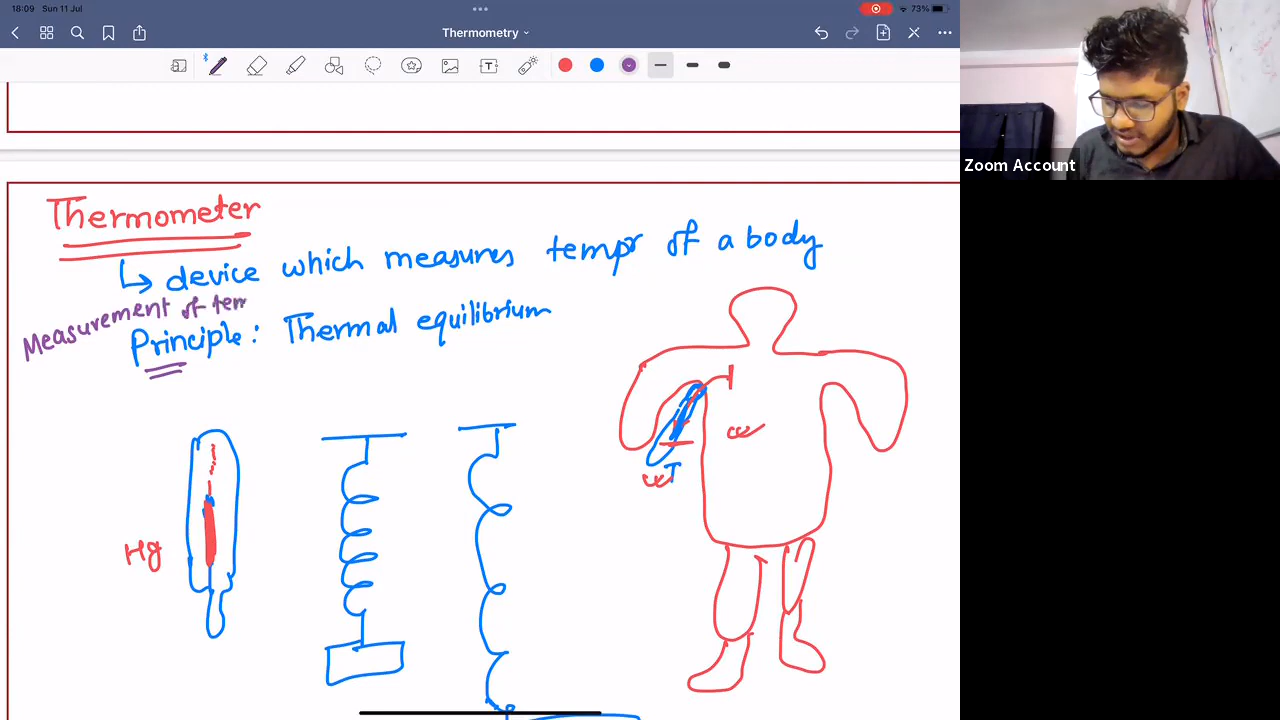 18:09 Sun 11 Jul
73%
Thermometry
Zoom Account
Thermometer
↳ device which measures tempr of a body
Measurement of tem
Principle: Thermal equilibrium
Hg
T